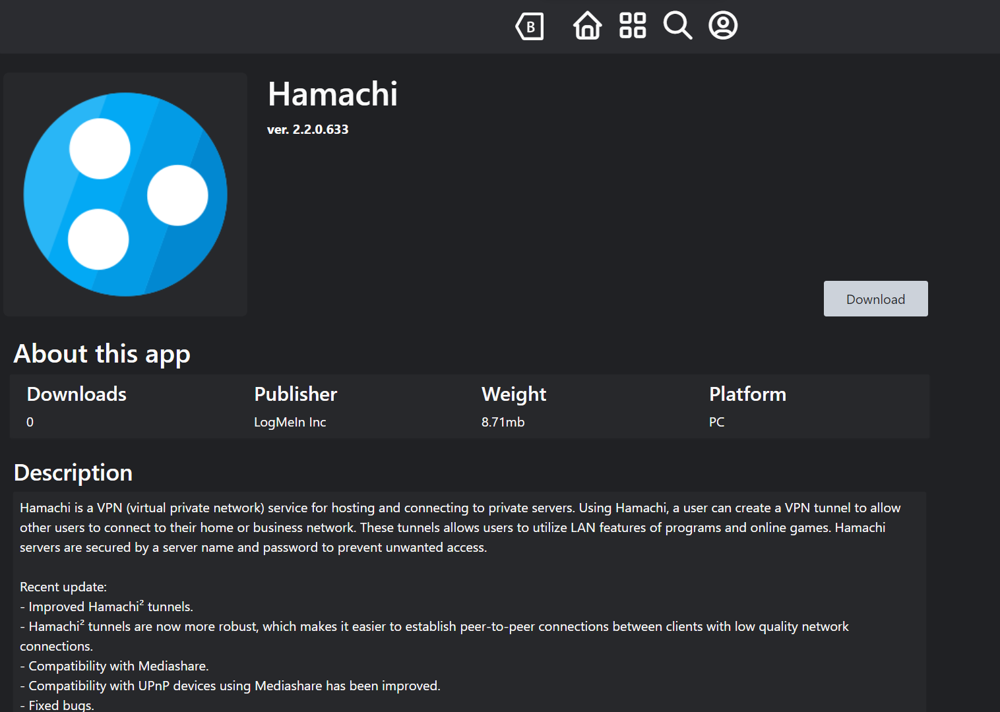 B
Hamachi
ver. 2.2.0.633
Download
About this app
Downloads
Publisher
Weight
Platform
0
LogMeIn Inc
8.71mb
PC
Description
Hamachi is a VPN (virtual private network) service for hosting and connecting to private servers. Using Hamachi, a user can create a VPN tunnel to allow
other users to connect to their home or business network. These tunnels allows users to utilize LAN features of programs and online games. Hamachi
servers are secured by a server name and password to prevent unwanted access.
Recent update:
- Improved Hamachi² tunnels.
- Hamachi² tunnels are now more robust, which makes it easier to establish peer-to-peer connections between clients with low quality network
connections.
- Compatibility with Mediashare.
- Compatibility with UPnP devices using Mediashare has been improved.
- Fixed bugs.